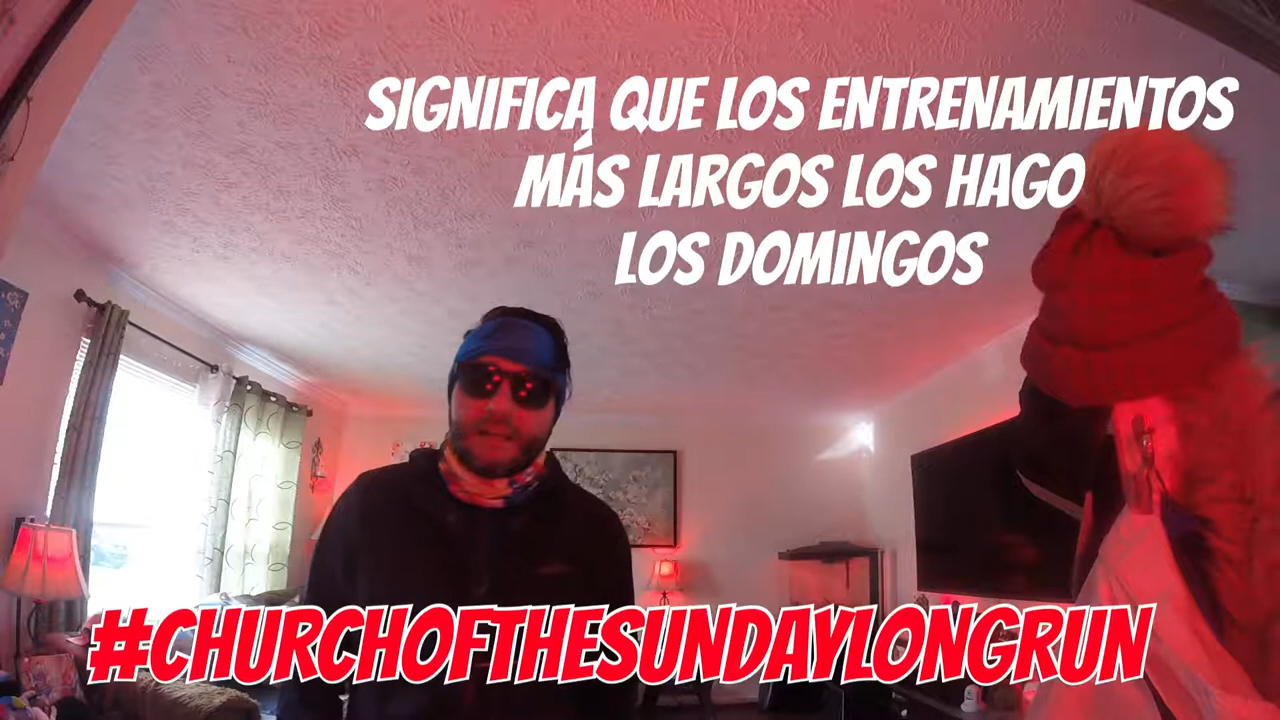 SIGNIFICA QUE LOS ENTRENAMIENTOS
MÁS LARGOS LOS HAGO
LOS DOMINGOS
#CHURCHOFTHESUNDAYLONGRUN